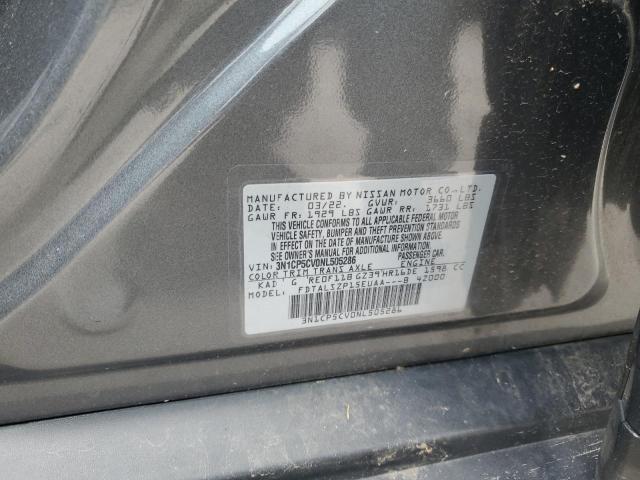 MANUFACTURED BY NISSAN MOTOR CO.,LTD.
DATE: 03/22. GVWR: 3660 LBS
GAWR FR: 1929 LBS GAWR RR: 1731 LBS
THIS VEHICLE CONFORMS TO ALL APPLICABLE FEDERAL MOTOR
VEHICLE SAFETY, BUMPER AND THEFT PREVENTION STANDARDS
IN EFFECT ON THE DATE OF MANUFACTURE SHOWN ABOVE.
SEE OWNER'S MANUAL FOR ADDITIONAL INFORMATION.
VIN: 3N1CP5CV0NL505286 PASSENGER CAR.
COLOR TRIM TRANS AXLE ENGINE
KAD G RE0F11B GZ39 HR16DE 1598 CC
MODEL: FDTALSZP15EUAA---B 42000
3N1CP5CV0NL505286